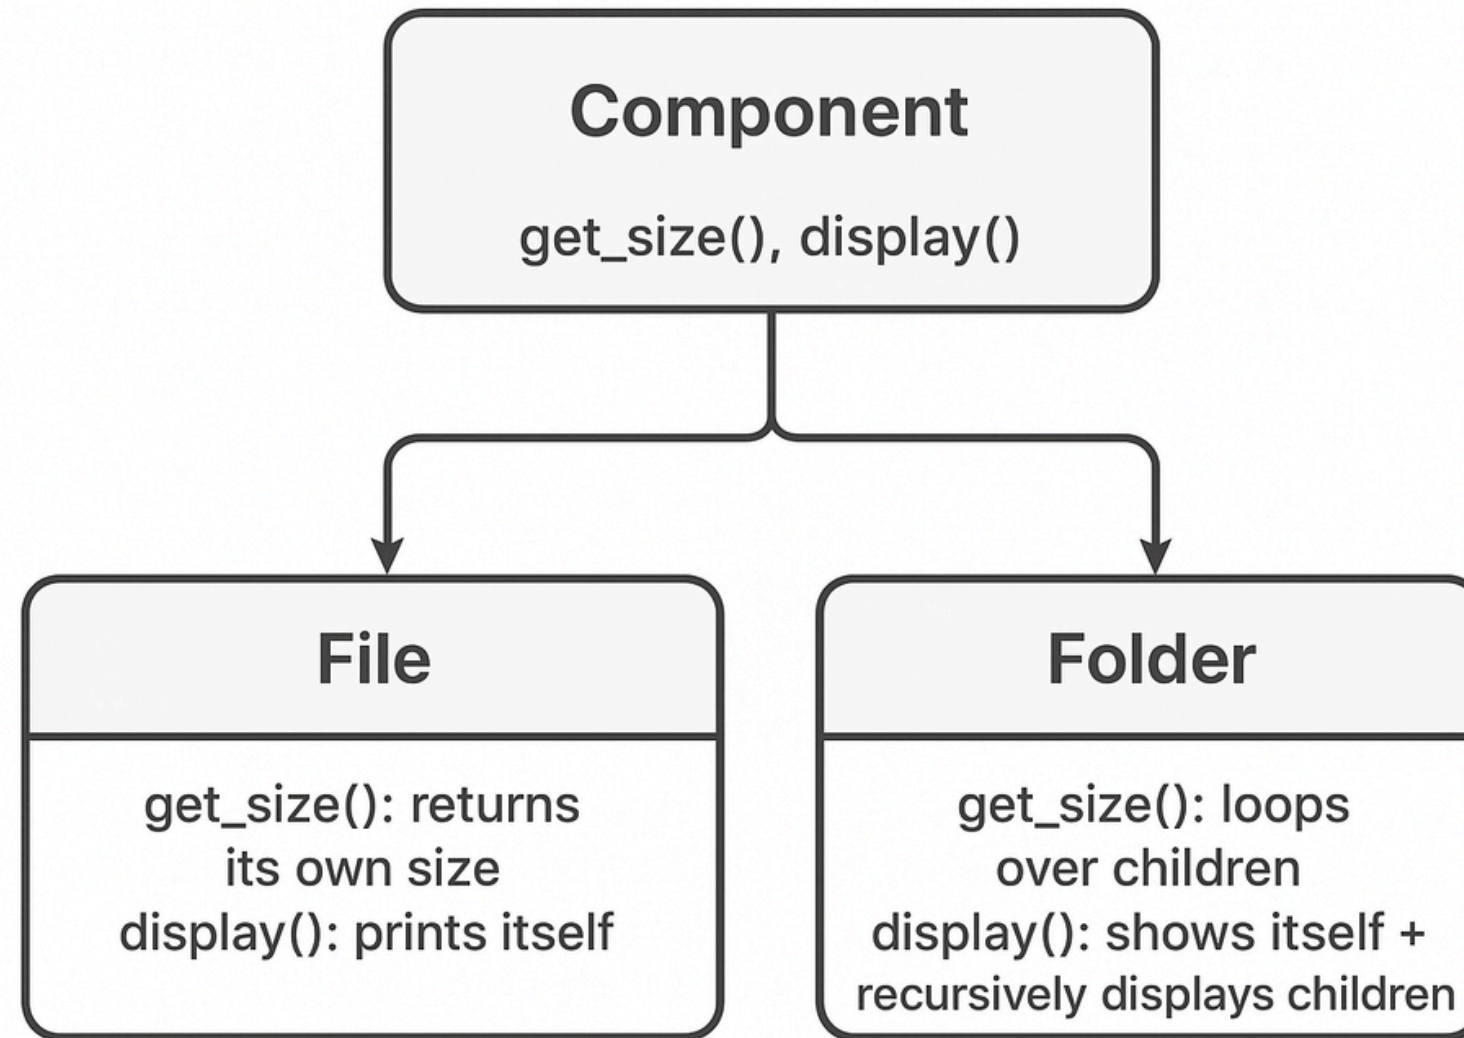 Component
get_size(), display()
File
get_size(): returns
its own size
display(): prints itself
Folder
get_size(): loops
over children
display(): shows itself +
recursively displays children